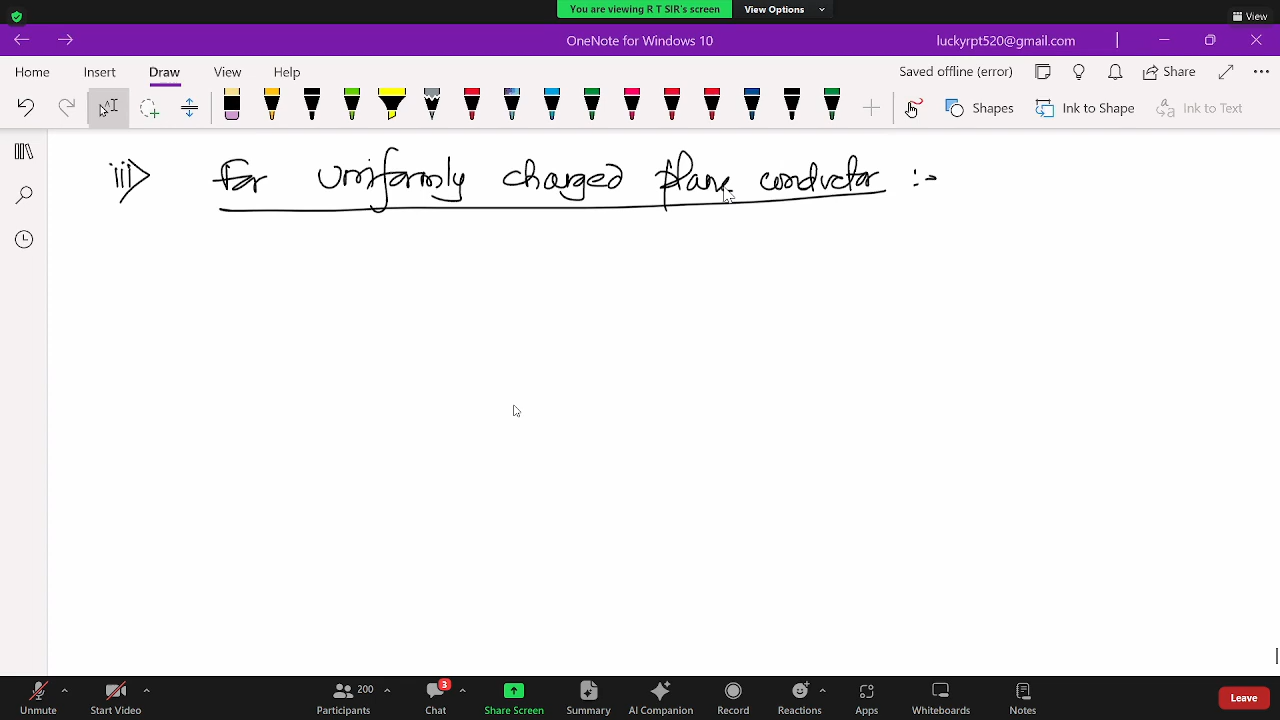 You are viewing R T SIR's screen View Options
View
OneNote for Windows 10 luckyrpt520@gmail.com
Home Insert Draw View Help Saved offline (error) Share
Shapes Ink to Shape Ink to Text
iii> For Uniformly charged plane conductor :-
Unmute Start Video Participants 200 Chat 3 Share Screen Summary AI Companion Record Reactions Apps Whiteboards Notes Leave